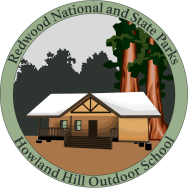 Redwood National and State Parks
Howland Hill Outdoor School